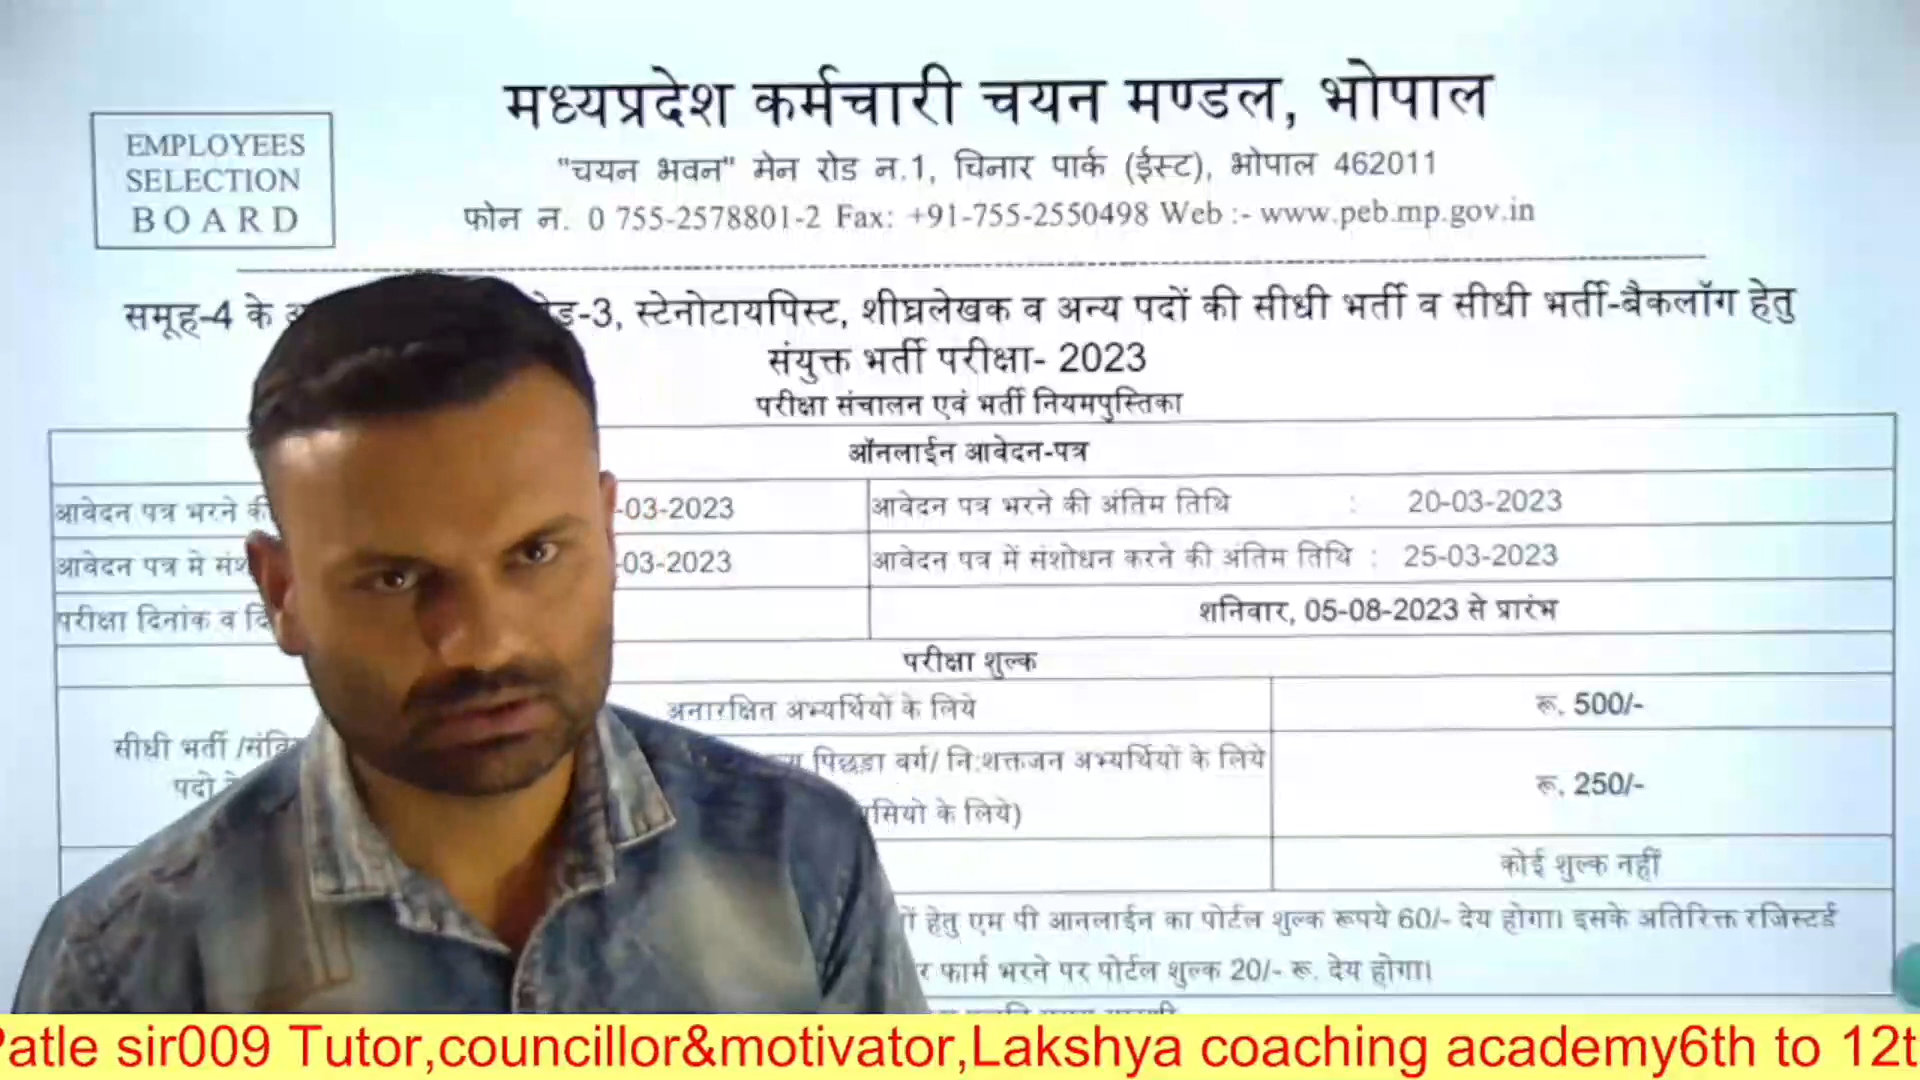 मध्यप्रदेश कर्मचारी चयन मण्डल, भोपाल
EMPLOYEES
SELECTION
BOARD
"चयन भवन" मेन रोड न.1, चिनार पार्क (ईस्ट), भोपाल 462011
फोन न. 0 755-2578801-2 Fax: +91-755-2550498 Web :- www.peb.mp.gov.in
समूह-4 के -3, स्टेनोटायपिस्ट, शीघ्रलेखक व अन्य पदों की सीधी भर्ती व सीधी भर्ती-बैकलॉग हेतु
संयुक्त भर्ती परीक्षा- 2023
परीक्षा संचालन एवं भर्ती नियमपुस्तिका
ऑनलाईन आवेदन-पत्र
आवेदन पत्र भरने की -03-2023 आवेदन पत्र भरने की अंतिम तिथि : 20-03-2023
आवेदन पत्र मे -03-2023 आवेदन पत्र में संशोधन करने की अंतिम तिथि : 25-03-2023
परीक्षा दिनांक व शनिवार, 05-08-2023 से प्रारंभ
परीक्षा शुल्क
अनारक्षित अभ्यर्थियों के लिये रू. 500/-
सीधी भर्ती
पिछड़ा वर्ग/ नि:शक्तजन अभ्यर्थियों के लिये रू. 250/-
पदो
के लिये)
कोई शुल्क नहीं
हेतु एम पी आनलाईन का पोर्टल शुल्क रूपये 60/- देय होगा। इसके अतिरिक्त रजिस्टर्ड
फार्म भरने पर पोर्टल शुल्क 20/- रू. देय होगा।
Patle sir009 Tutor,councillor&motivator,Lakshya coaching academy6th to 12t